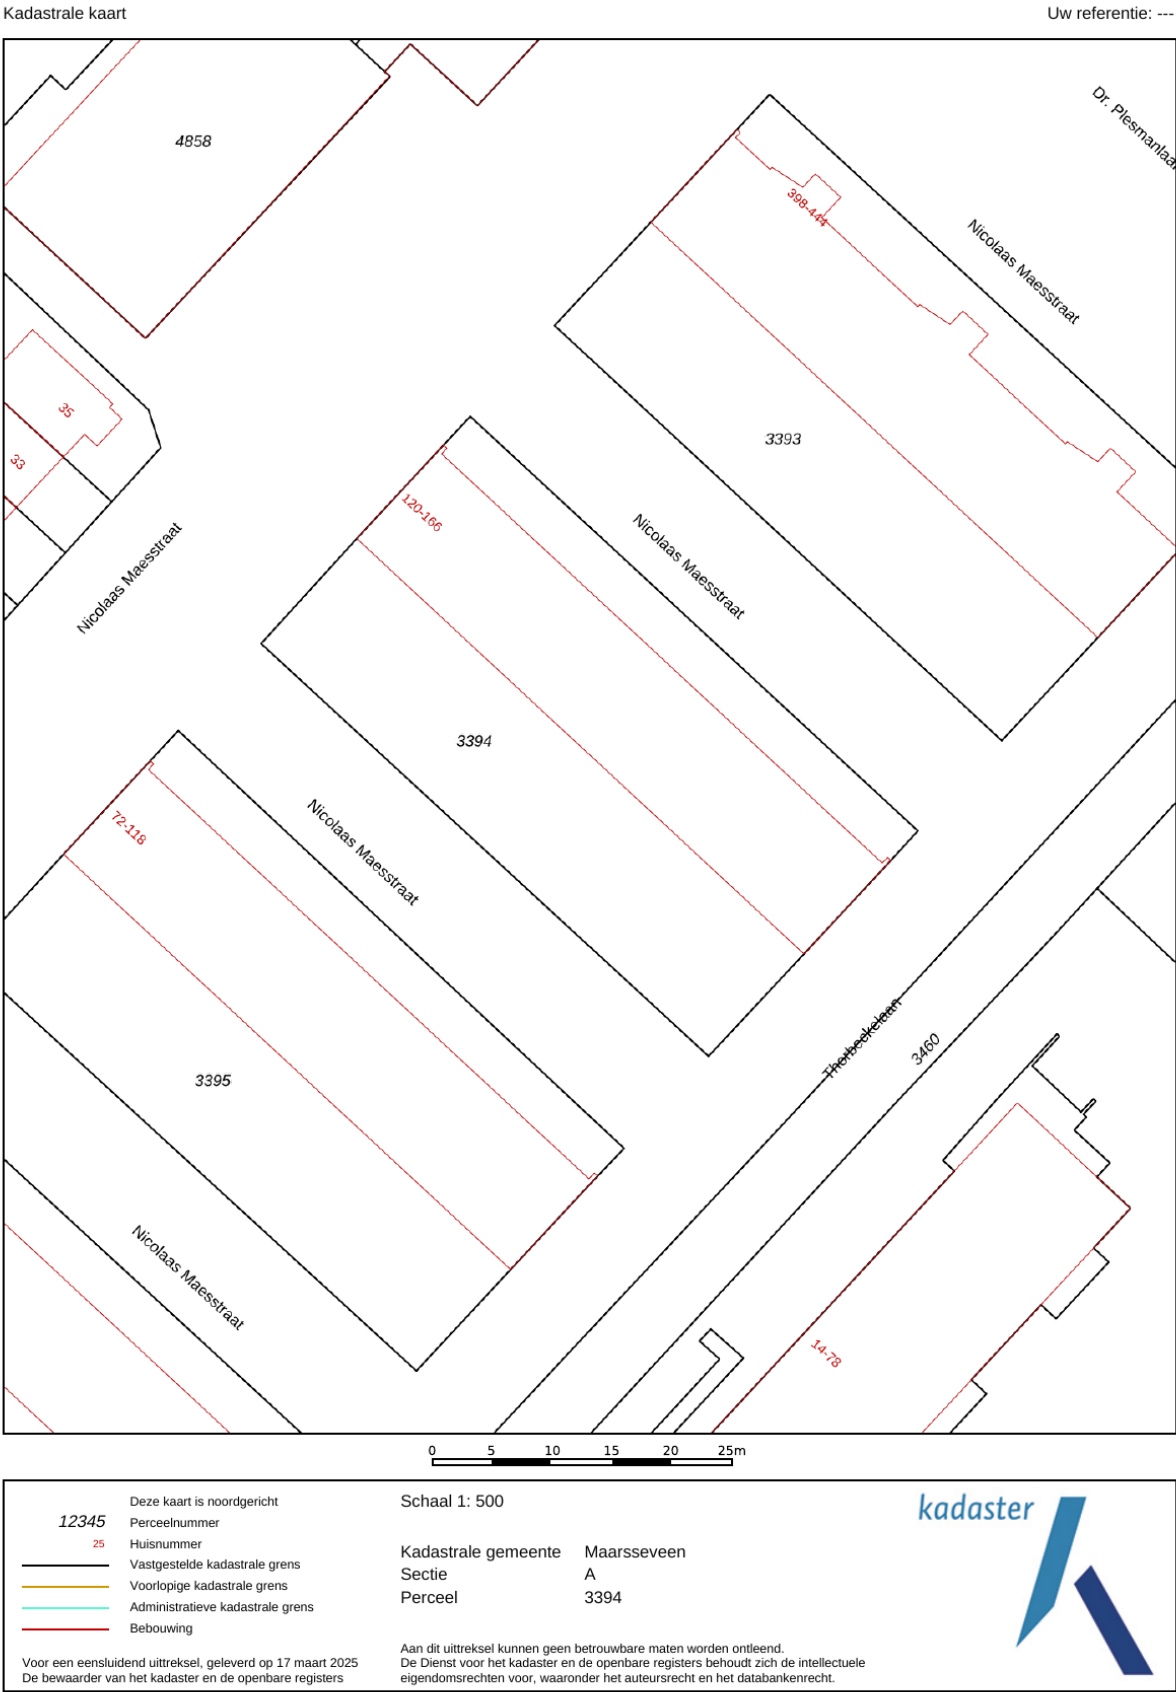 Kadastrale kaart
Uw referentie: ---
Dr. Plesmanlaan
4858
398-444
Nicolaas Maesstraat
35
33
3393
120-166
Nicolaas Maesstraat
Nicolaas Maesstraat
3394
72-118
Nicolaas Maesstraat
3395
Thorbeckelaan
3460
Nicolaas Maesstraat
14-78
0 5 10 15 20 25m
Deze kaart is noordgericht
12345 Perceelnummer
25 Huisnummer
Vastgestelde kadastrale grens
Voorlopige kadastrale grens
Administratieve kadastrale grens
Bebouwing
Voor een eensluidend uittreksel, geleverd op 17 maart 2025
De bewaarder van het kadaster en de openbare registers
Schaal 1: 500
Kadastrale gemeente Maarsseveen
Sectie A
Perceel 3394
Aan dit uittreksel kunnen geen betrouwbare maten worden ontleend.
De Dienst voor het kadaster en de openbare registers behoudt zich de intellectuele
eigendomsrechten voor, waaronder het auteursrecht en het databankenrecht.
kadaster